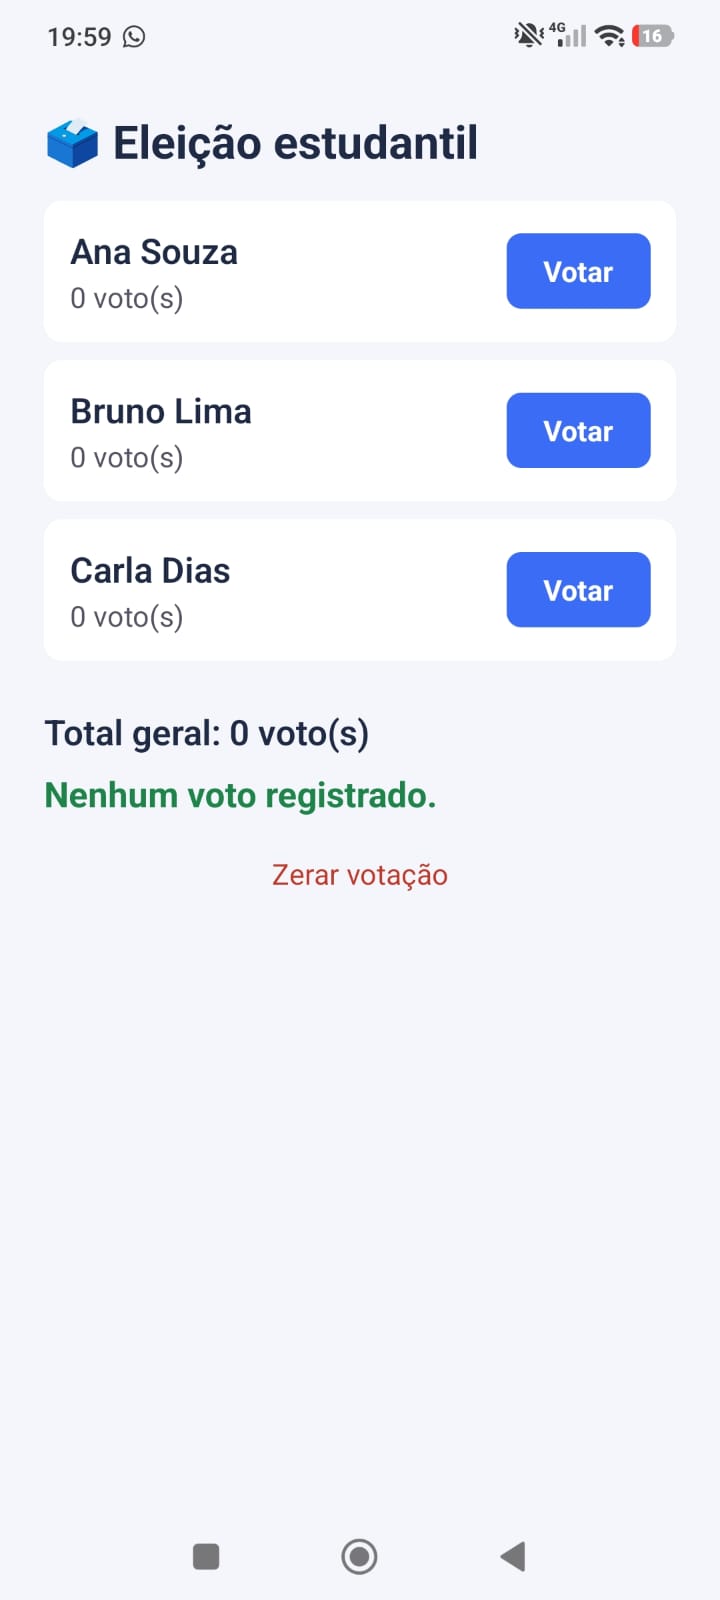 19:59
4G
16
Eleição estudantil
Ana Souza
0 voto(s)
Votar
Bruno Lima
0 voto(s)
Votar
Carla Dias
0 voto(s)
Votar
Total geral: 0 voto(s)
Nenhum voto registrado.
Zerar votação